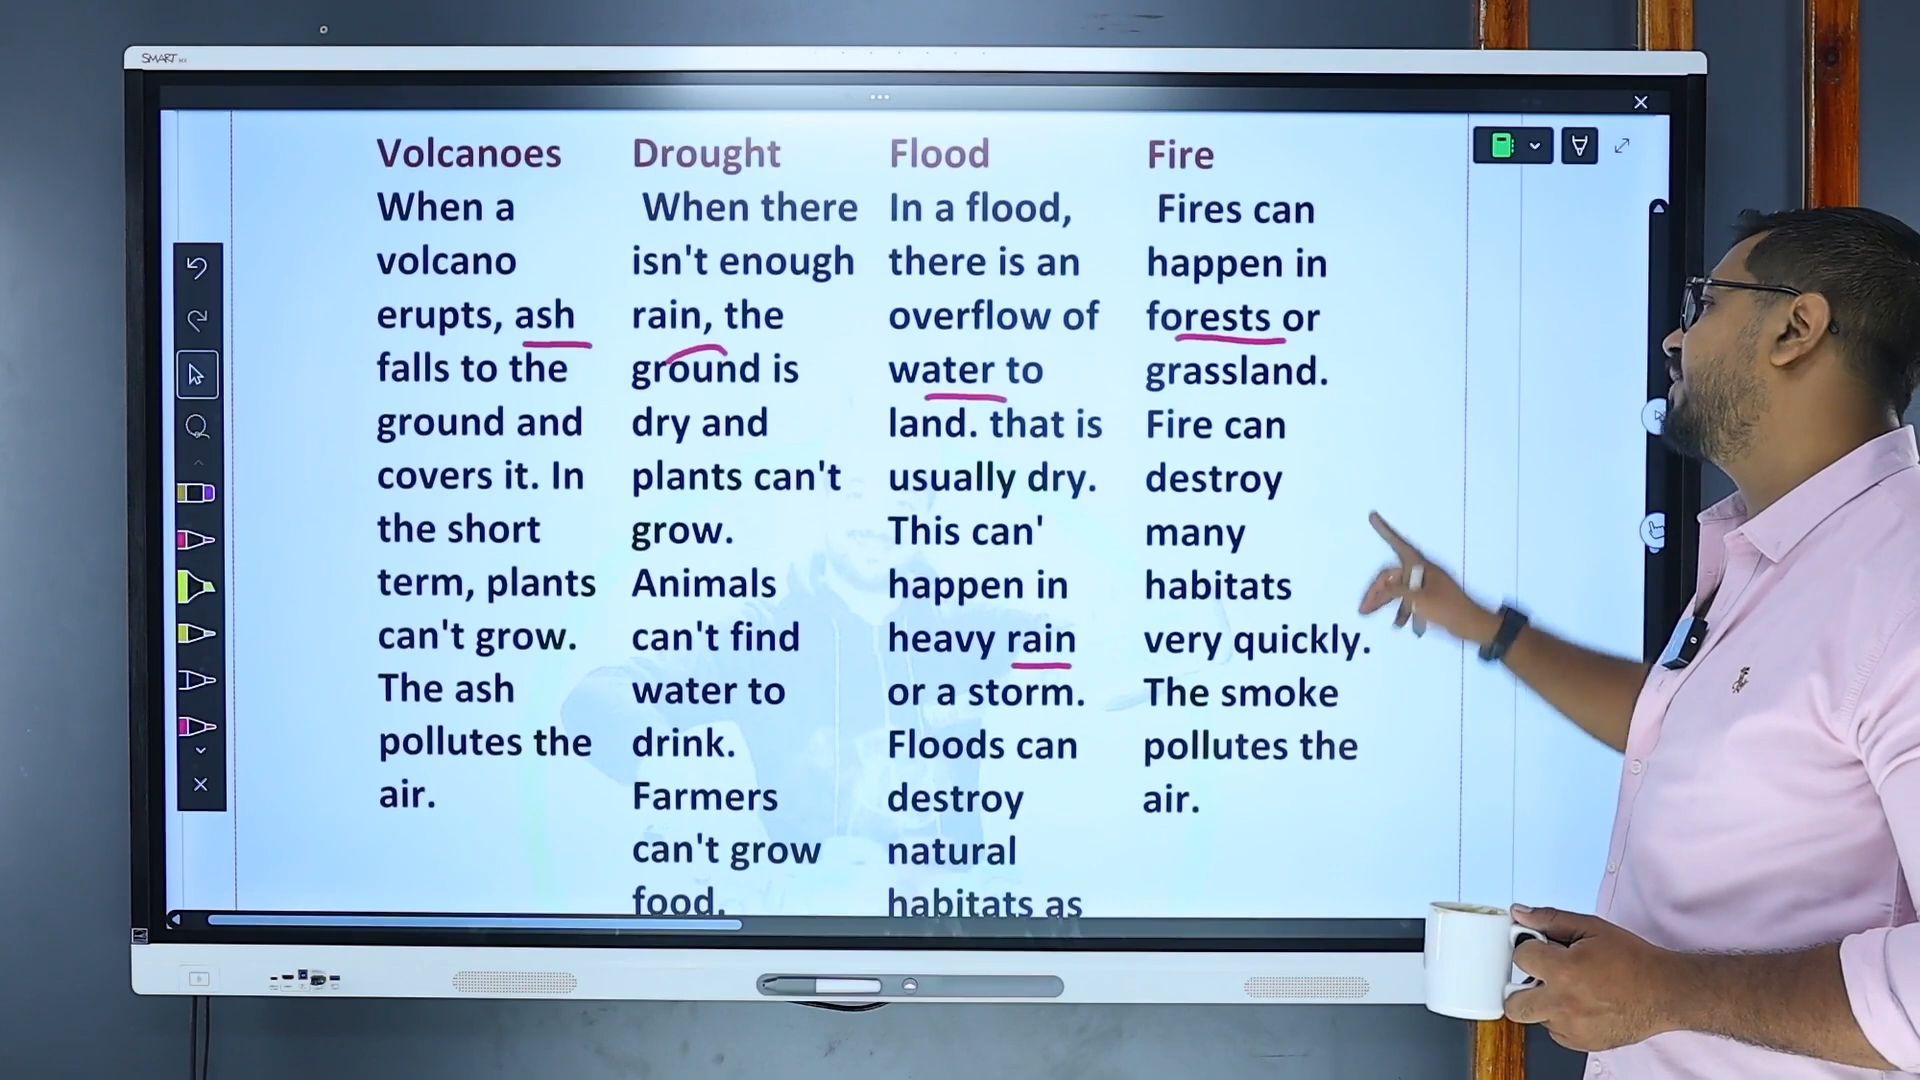 SMART
Volcanoes
When a
volcano
erupts, ash
falls to the
ground and
covers it. In
the short
term, plants
can't grow.
The ash
pollutes the
air.
Drought
When there
isn't enough
rain, the
ground is
dry and
plants can't
grow.
Animals
can't find
water to
drink.
Farmers
can't grow
food.
Flood
In a flood,
there is an
overflow of
water to
land. that is
usually dry.
This can'
happen in
heavy rain
or a storm.
Floods can
destroy
natural
habitats as
Fire
Fires can
happen in
forests or
grassland.
Fire can
destroy
many
habitats
very quickly.
The smoke
pollutes the
air.